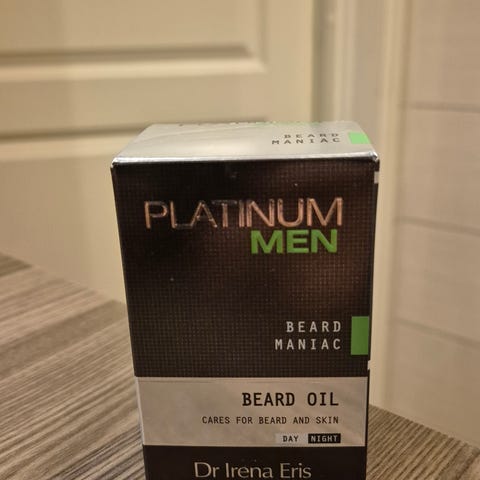 BEARD
MANIAC
PLATINUM
MEN
BEARD
MANIAC
BEARD OIL
CARES FOR BEARD AND SKIN
DAY NIGHT
Dr Irena Eris